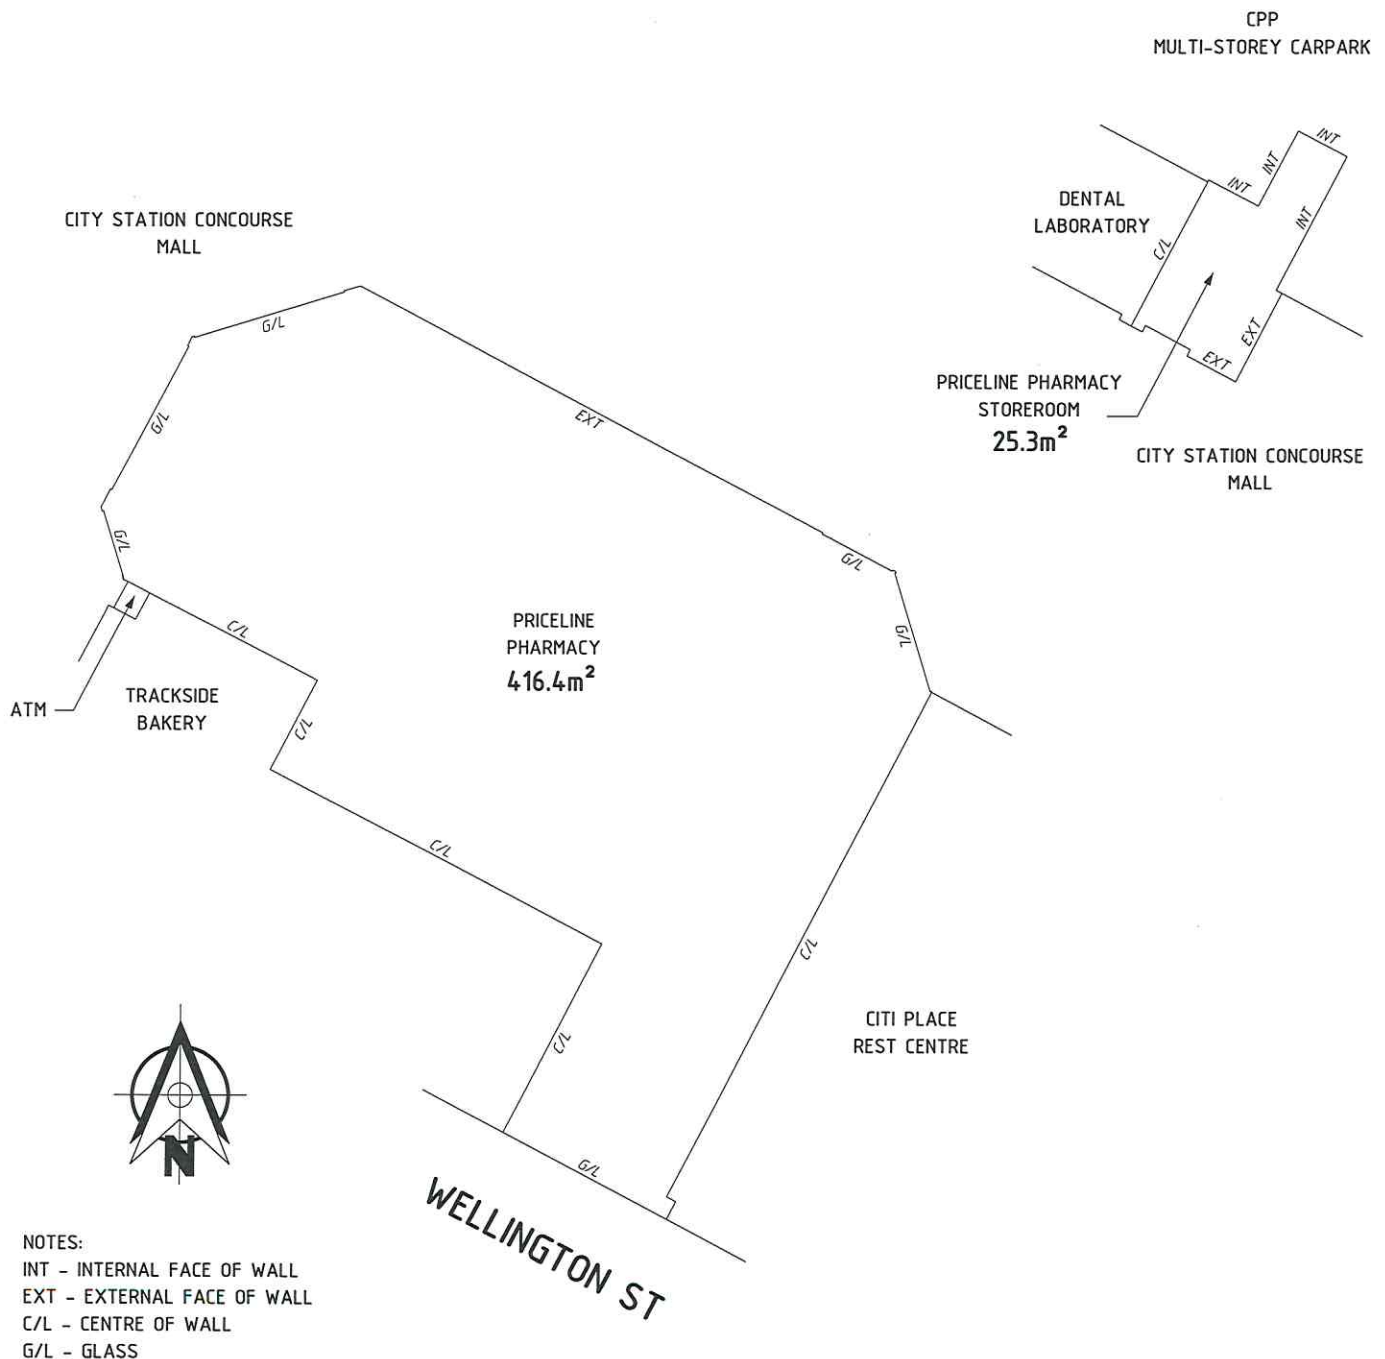 CPP
MULTI-STOREY CARPARK
INT
INT
INT
INT
DENTAL
LABORATORY
C/L
EXT
EXT
PRICELINE PHARMACY
STOREROOM
25.3m²
CITY STATION CONCOURSE
MALL
CITY STATION CONCOURSE
MALL
G/L
G/L
G/L
EXT
G/L
G/L
PRICELINE
PHARMACY
416.4m²
C/L
ATM
TRACKSIDE
BAKERY
C/L
C/L
C/L
C/L
CITI PLACE
REST CENTRE
G/L
WELLINGTON ST
N
NOTES:
INT - INTERNAL FACE OF WALL
EXT - EXTERNAL FACE OF WALL
C/L - CENTRE OF WALL
G/L - GLASS